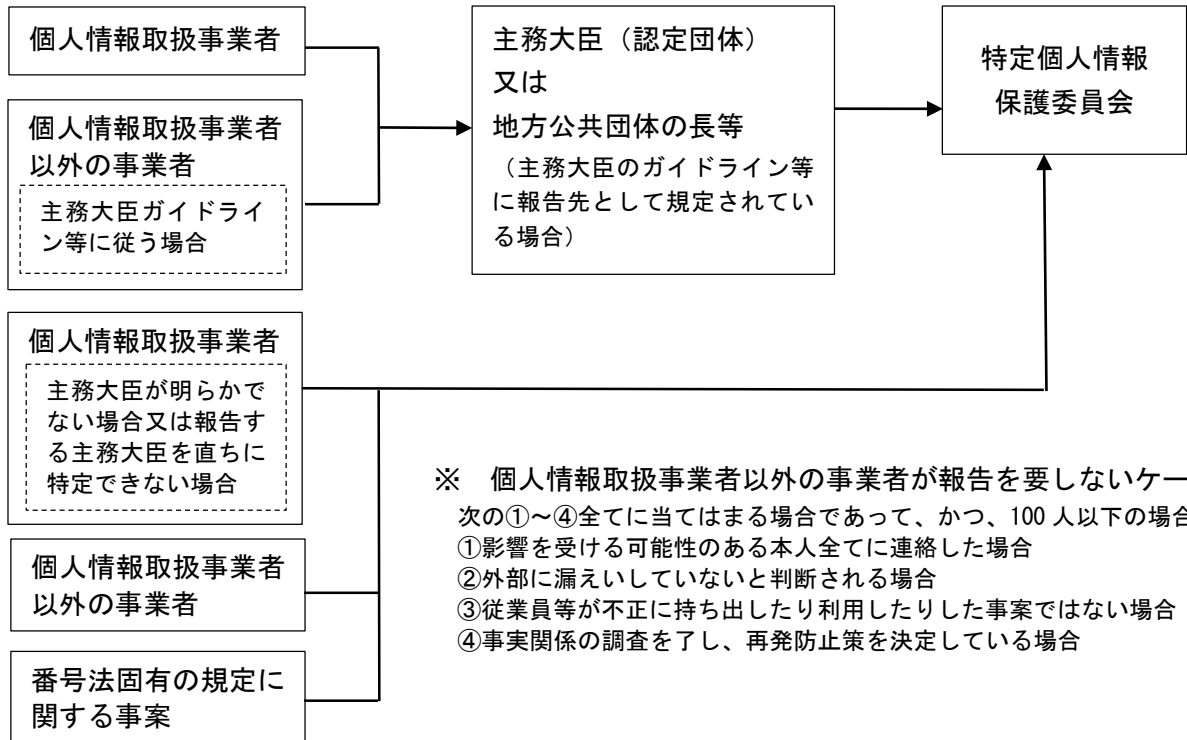 個人情報取扱事業者
個人情報取扱事業者
以外の事業者
主務大臣ガイドライ
ン等に従う場合
主務大臣（認定団体）
又は
地方公共団体の長等
（主務大臣のガイドライン等
に報告先として規定されてい
る場合）
特定個人情報
保護委員会
個人情報取扱事業者
主務大臣が明らかで
ない場合又は報告す
る主務大臣を直ちに
特定できない場合
個人情報取扱事業者
以外の事業者
番号法固有の規定に
関する事案
※　個人情報取扱事業者以外の事業者が報告を要しないケー
次の①～④全てに当てはまる場合であって、かつ、100 人以下の場合
①影響を受ける可能性のある本人全てに連絡した場合
②外部に漏えいしていないと判断される場合
③従業員等が不正に持ち出したり利用したりした事案ではない場合
④事実関係の調査を了し、再発防止策を決定している場合